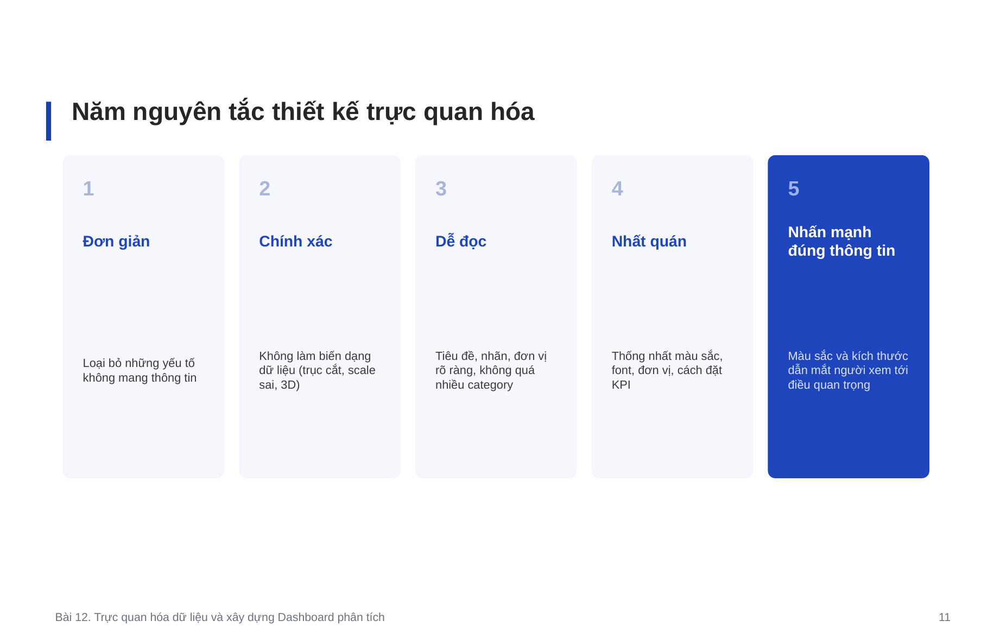 Năm nguyên tắc thiết kế trực quan hóa
1
Đơn giản
Loại bỏ những yếu tố
không mang thông tin
2
Chính xác
Không làm biến dạng
dữ liệu (trục cắt, scale
sai, 3D)
3
Dễ đọc
Tiêu đề, nhãn, đơn vị
rõ ràng, không quá
nhiều category
4
Nhất quán
Thống nhất màu sắc,
font, đơn vị, cách đặt
KPI
5
Nhấn mạnh
đúng thông tin
Màu sắc và kích thước
dẫn mắt người xem tới
điều quan trọng
Bài 12. Trực quan hóa dữ liệu và xây dựng Dashboard phân tích
11